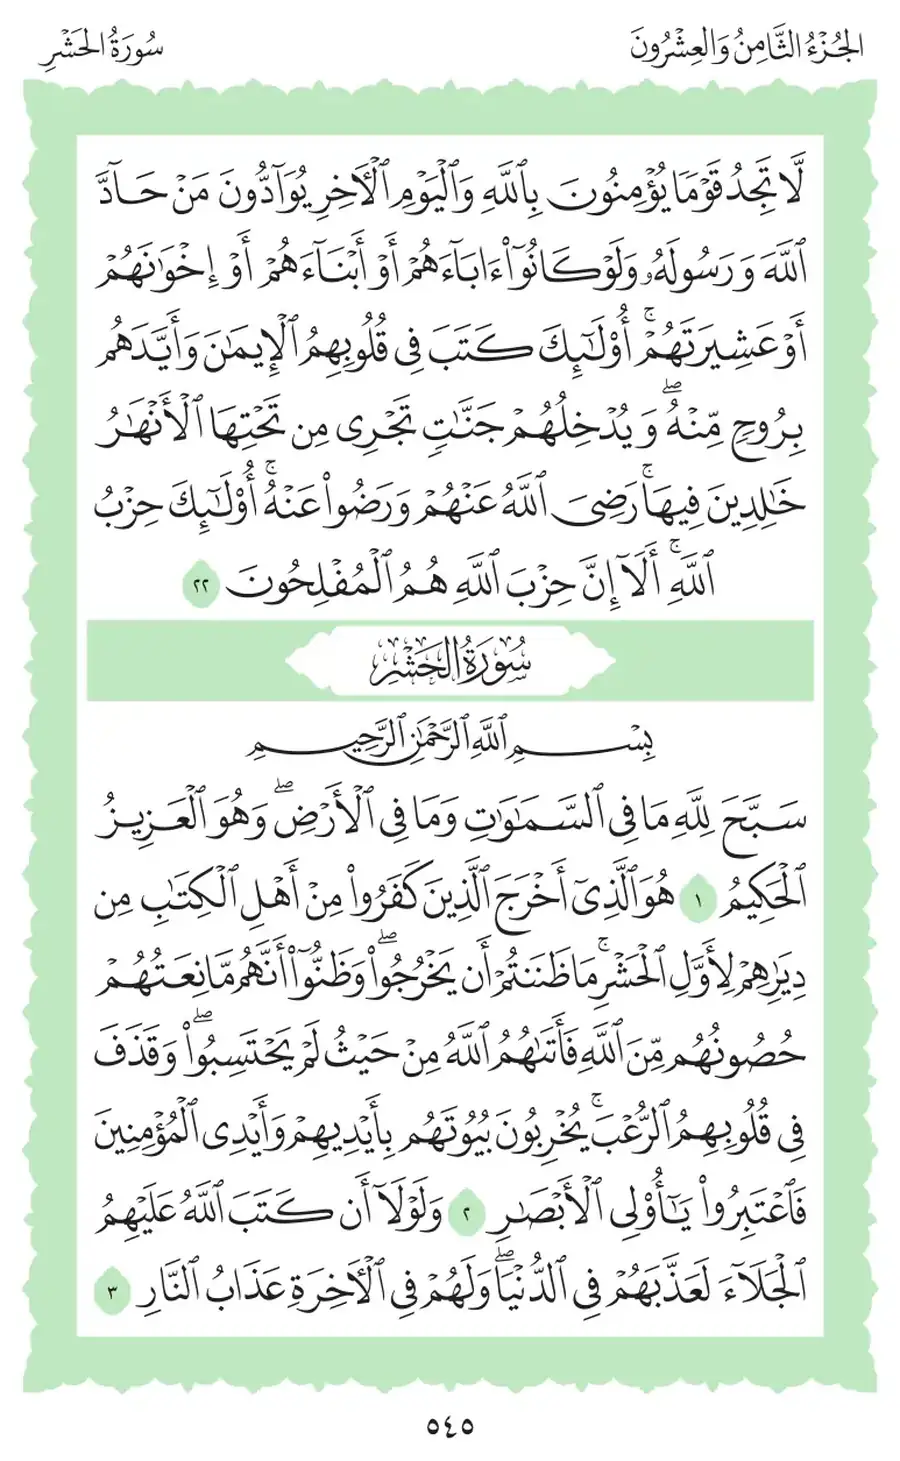 الجُزْءُ الثَّامِنُ وَالعِشْرُونَ
سُورَةُ الحَشْرِ
لَّا تَجِدُ قَوْمًا يُؤْمِنُونَ بِٱللَّهِ وَٱلْيَوْمِ ٱلْأَخِرِ يُوَآدُّونَ مَنْ حَآدَّ
ٱللَّهَ وَرَسُولَهُۥ وَلَوْ كَانُوٓا۟ ءَابَآءَهُمْ أَوْ أَبْنَآءَهُمْ أَوْ إِخْوَٰنَهُمْ
أَوْ عَشِيرَتَهُمْ ۚ أُو۟لَـٰٓئِكَ كَتَبَ فِى قُلُوبِهِمُ ٱلْإِيمَـٰنَ وَأَيَّدَهُم
بِرُوحٍ مِّنْهُ ۖ وَيُدْخِلُهُمْ جَنَّـٰتٍ تَجْرِى مِن تَحْتِهَا ٱلْأَنْهَـٰرُ
خَـٰلِدِينَ فِيهَا ۚ رَضِىَ ٱللَّهُ عَنْهُمْ وَرَضُوا۟ عَنْهُ ۚ أُو۟لَـٰٓئِكَ حِزْبُ
ٱللَّهِ ۚ أَلَآ إِنَّ حِزْبَ ٱللَّهِ هُمُ ٱلْمُفْلِحُونَ ٢٢
سُورَةُ الحَشْرِ
بِسْمِ ٱللَّهِ ٱلرَّحْمَـٰنِ ٱلرَّحِيمِ
سَبَّحَ لِلَّهِ مَا فِى ٱلسَّمَـٰوَٰتِ وَمَا فِى ٱلْأَرْضِ ۖ وَهُوَ ٱلْعَزِيزُ
ٱلْحَكِيمُ ١ هُوَ ٱلَّذِىٓ أَخْرَجَ ٱلَّذِينَ كَفَرُوا۟ مِنْ أَهْلِ ٱلْكِتَـٰبِ مِن
دِيَـٰرِهِمْ لِأَوَّلِ ٱلْحَشْرِ ۚ مَا ظَنَنتُمْ أَن يَخْرُجُوا۟ ۖ وَظَنُّوٓا۟ أَنَّهُم مَّانِعَتُهُمْ
حُصُونُهُم مِّنَ ٱللَّهِ فَأَتَىٰهُمُ ٱللَّهُ مِنْ حَيْثُ لَمْ يَحْتَسِبُوا۟ ۖ وَقَذَفَ
فِى قُلُوبِهِمُ ٱلرُّعْبَ ۚ يُخْرِبُونَ بُيُوتَهُم بِأَيْدِيهِمْ وَأَيْدِى ٱلْمُؤْمِنِينَ
فَٱعْتَبِرُوا۟ يَـٰٓأُو۟لِى ٱلْأَبْصَـٰرِ ٢ وَلَوْلَآ أَن كَتَبَ ٱللَّهُ عَلَيْهِمُ
ٱلْجَلَآءَ لَعَذَّبَهُمْ فِى ٱلدُّنْيَا ۖ وَلَهُمْ فِى ٱلْأَخِرَةِ عَذَابُ ٱلنَّارِ ٣
٥٤٥